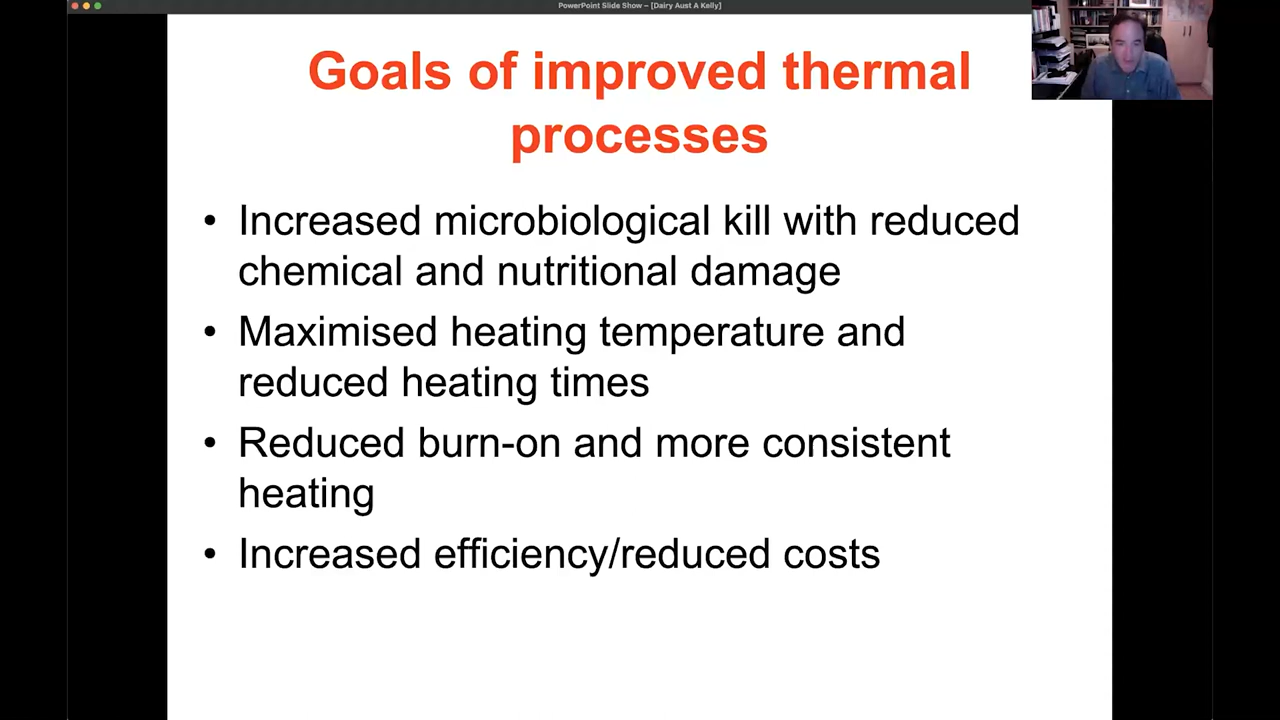 PowerPoint Slide Show – [Dairy Aust A Kelly]
Goals of improved thermal
processes
• Increased microbiological kill with reduced
chemical and nutritional damage
• Maximised heating temperature and
reduced heating times
• Reduced burn-on and more consistent
heating
• Increased efficiency/reduced costs